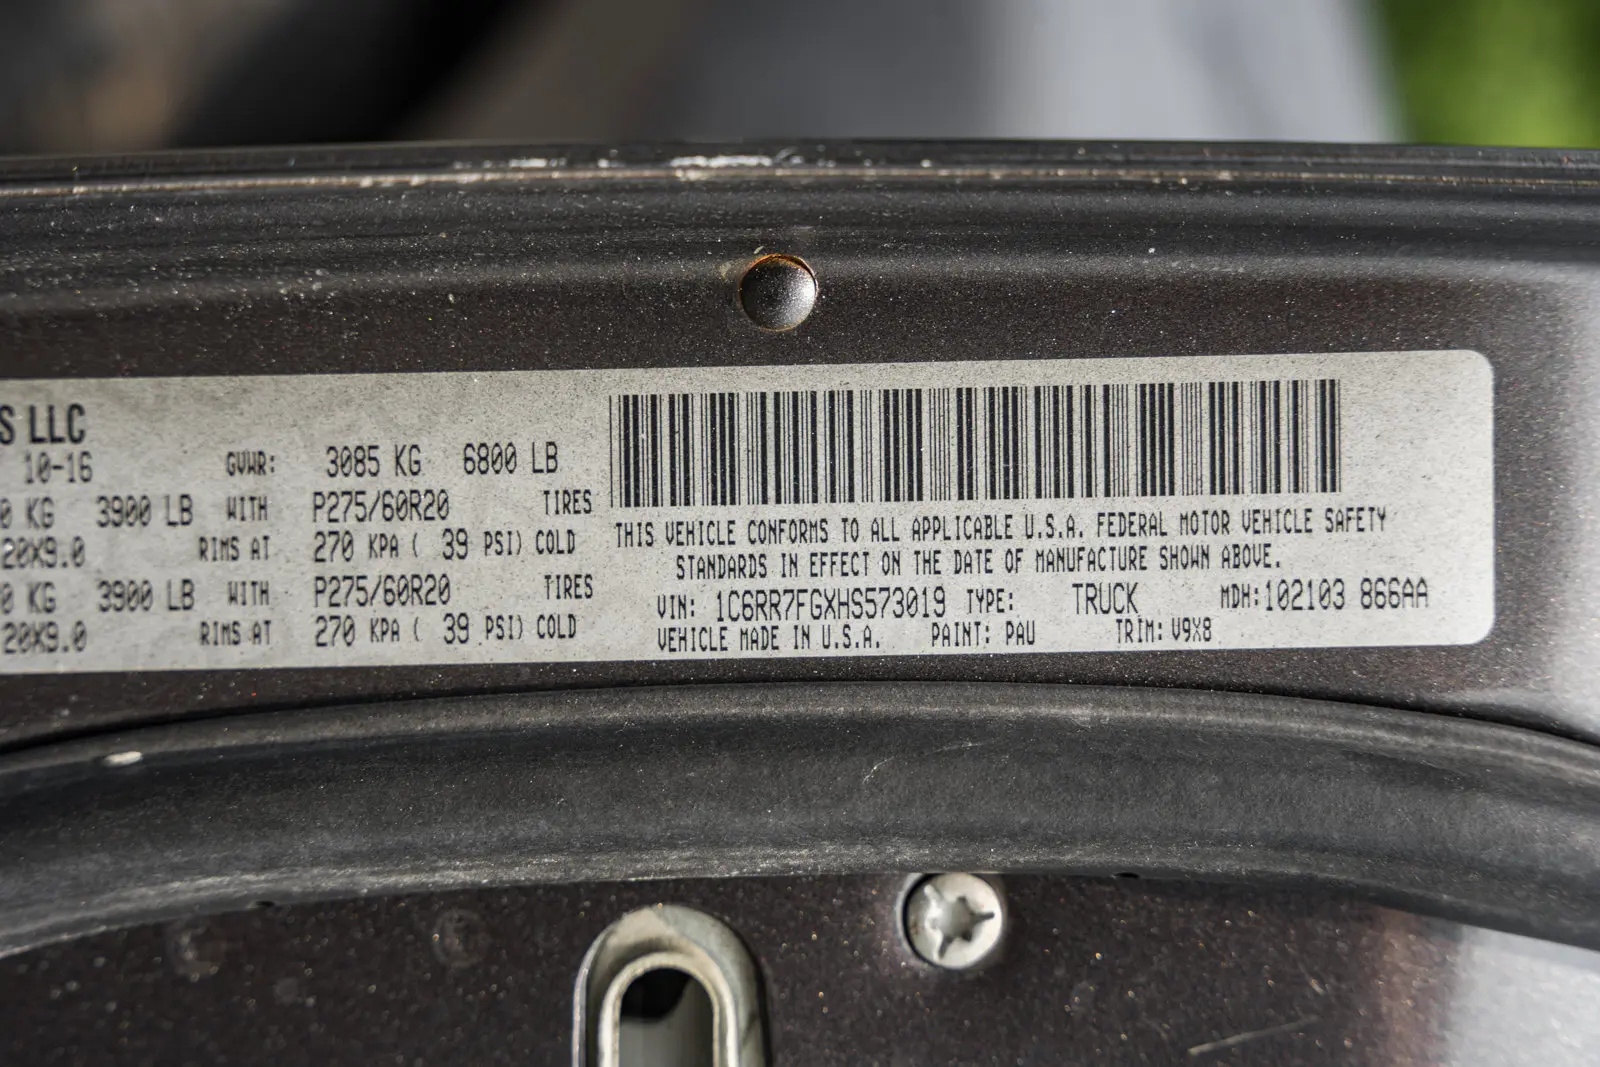 S LLC
10-16 GVWR: 3085 KG 6800 LB
0 KG 3900 LB WITH P275/60R20 TIRES
20X9.0 RIMS AT 270 KPA ( 39 PSI) COLD
0 KG 3900 LB WITH P275/60R20 TIRES
20X9.0 RIMS AT 270 KPA ( 39 PSI) COLD
THIS VEHICLE CONFORMS TO ALL APPLICABLE U.S.A. FEDERAL MOTOR VEHICLE SAFETY
STANDARDS IN EFFECT ON THE DATE OF MANUFACTURE SHOWN ABOVE.
VIN: 1C6RR7FGXHS573019 TYPE: TRUCK MDH:102103 866AA
VEHICLE MADE IN U.S.A. PAINT: PAU TRIM: V9X8